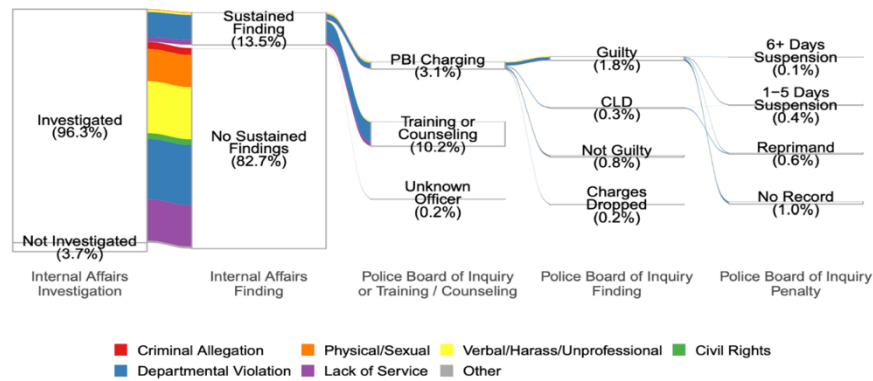 Investigated
(96.3%)
Not Investigated
(3.7%)
Internal Affairs
Investigation
Sustained
Finding
(13.5%)
No Sustained
Findings
(82.7%)
Internal Affairs
Finding
PBI Charging
(3.1%)
Training or
Counseling
(10.2%)
Unknown
Officer
(0.2%)
Police Board of Inquiry
or Training / Counseling
Guilty
(1.8%)
CLD
(0.3%)
Not Guilty
(0.8%)
Charges
Dropped
(0.2%)
Police Board of Inquiry
Finding
6+ Days
Suspension
(0.1%)
1−5 Days
Suspension
(0.4%)
Reprimand
(0.6%)
No Record
(1.0%)
Police Board of Inquiry
Penalty
Criminal Allegation
Physical/Sexual
Verbal/Harass/Unprofessional
Civil Rights
Departmental Violation
Lack of Service
Other